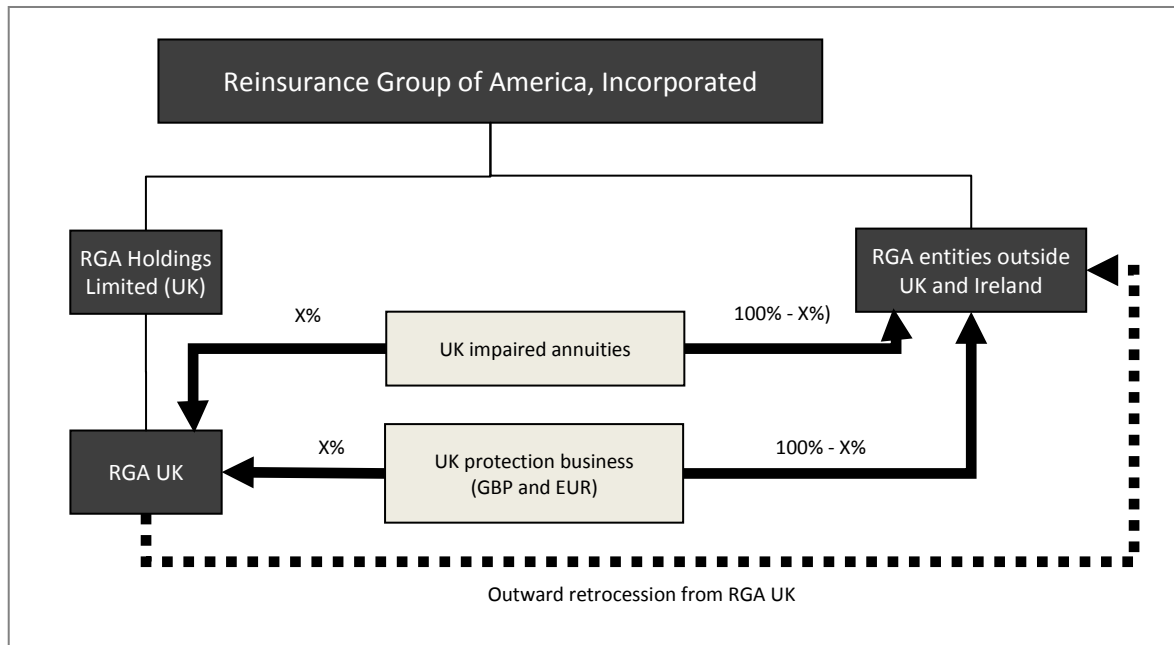 Reinsurance Group of America, Incorporated
RGA Holdings
Limited (UK)
RGA entities outside
UK and Ireland
X%
UK impaired annuities
100% - X%)
RGA UK
X%
UK protection business
(GBP and EUR)
100% - X%
Outward retrocession from RGA UK